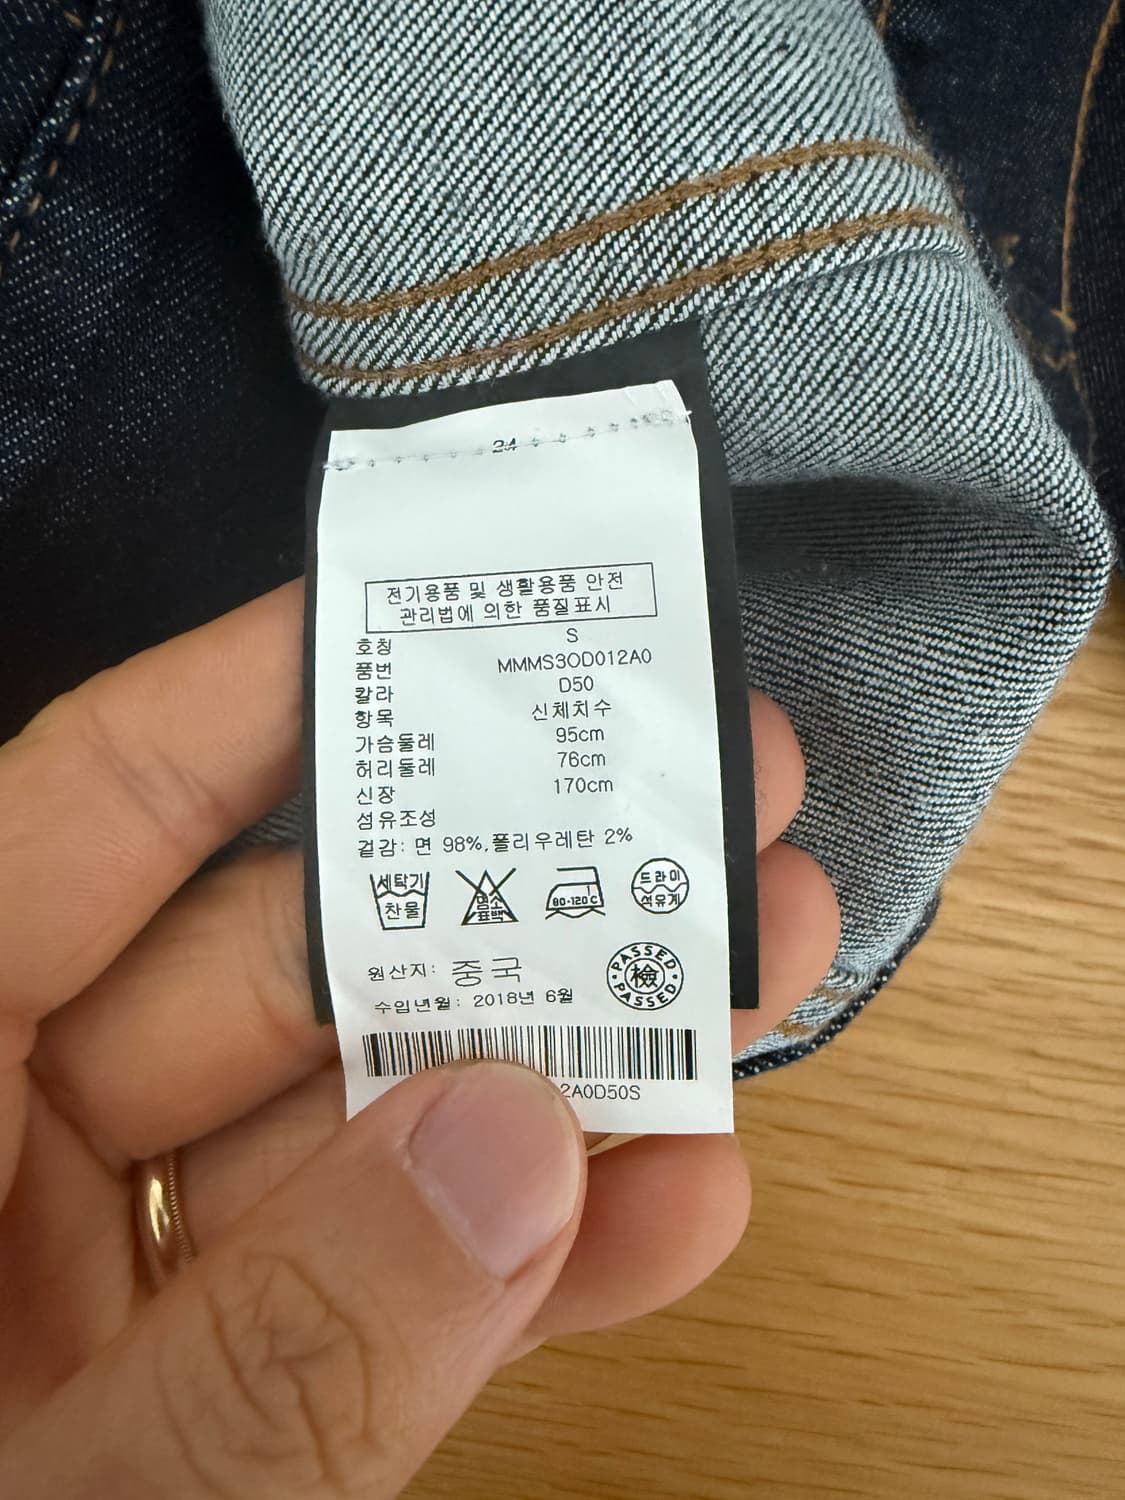 24
전기용품 및 생활용품 안전
관리법에 의한 품질표시
호칭 S
품번 MMMS3OD012A0
칼라 D50
항목 신체치수
가슴둘레 95cm
허리둘레 76cm
신장 170cm
섬유조성
겉감: 면 98%,폴리우레탄 2%
세탁기
찬물
염소
표백
80-120℃
드라이
석유계
원산지: 중국
PASSED
檢
PASSED
수입년월: 2018년 6월
2A0D50S